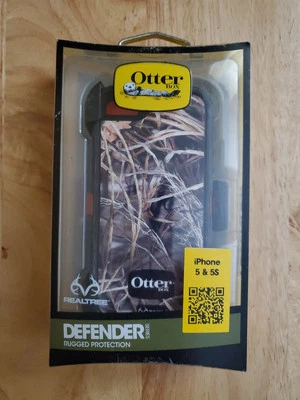 Otter
BOX
iPhone
5 & 5S
Otter
BOX
REALTREE
DEFENDER SERIES
RUGGED PROTECTION